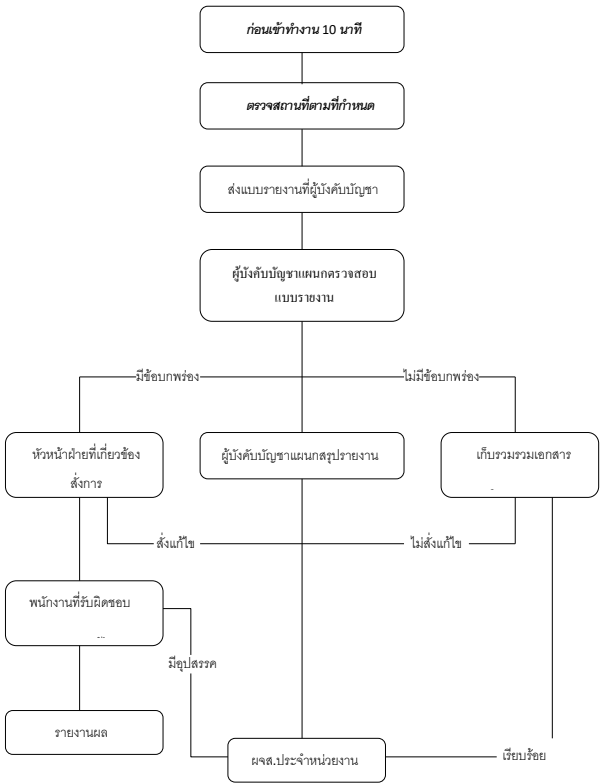 ก่อนเข้าทำงาน 10 นาที
ตรวจสถานที่ตามที่กำหนด
ส่งแบบรายงานที่ผู้บังคับบัญชา
ผู้บังคับบัญชาแผนกตรวจสอบ
แบบรายงาน
มีข้อบกพร่อง
ไม่มีข้อบกพร่อง
หัวหน้าฝ่ายที่เกี่ยวข้อง
สั่งการ
ผู้บังคับบัญชาแผนกสรุปรายงาน
เก็บรวมรวมเอกสาร
สั่งแก้ไข
ไม่สั่งแก้ไข
พนักงานที่รับผิดชอบ
มีอุปสรรค
รายงานผล
ผจส.ประจำหน่วยงาน
เรียบร้อย